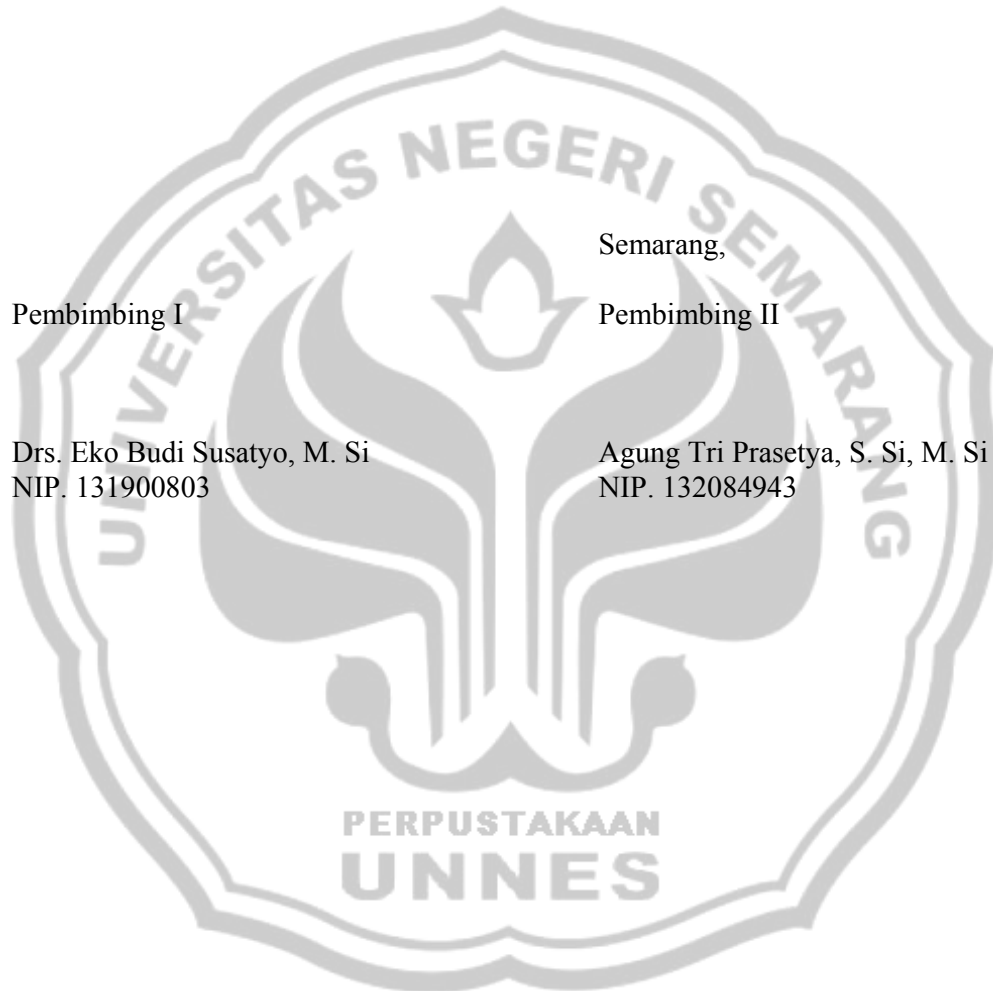 UNIVERSITAS NEGERI SEMARANG
Semarang,
Pembimbing I Pembimbing II
Drs. Eko Budi Susatyo, M. Si Agung Tri Prasetya, S. Si, M. Si
NIP. 131900803 NIP. 132084943
PERPUSTAKAAN
UNNES